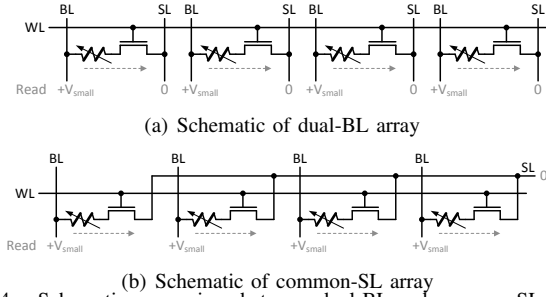 BL SL BL SL BL SL BL SL
WL
Read +Vsmall 0 +Vsmall 0 +Vsmall 0 +Vsmall 0
(a) Schematic of dual-BL array
BL BL BL BL
SL 0
WL
Read +Vsmall +Vsmall +Vsmall +Vsmall
(b) Schematic of common-SL array